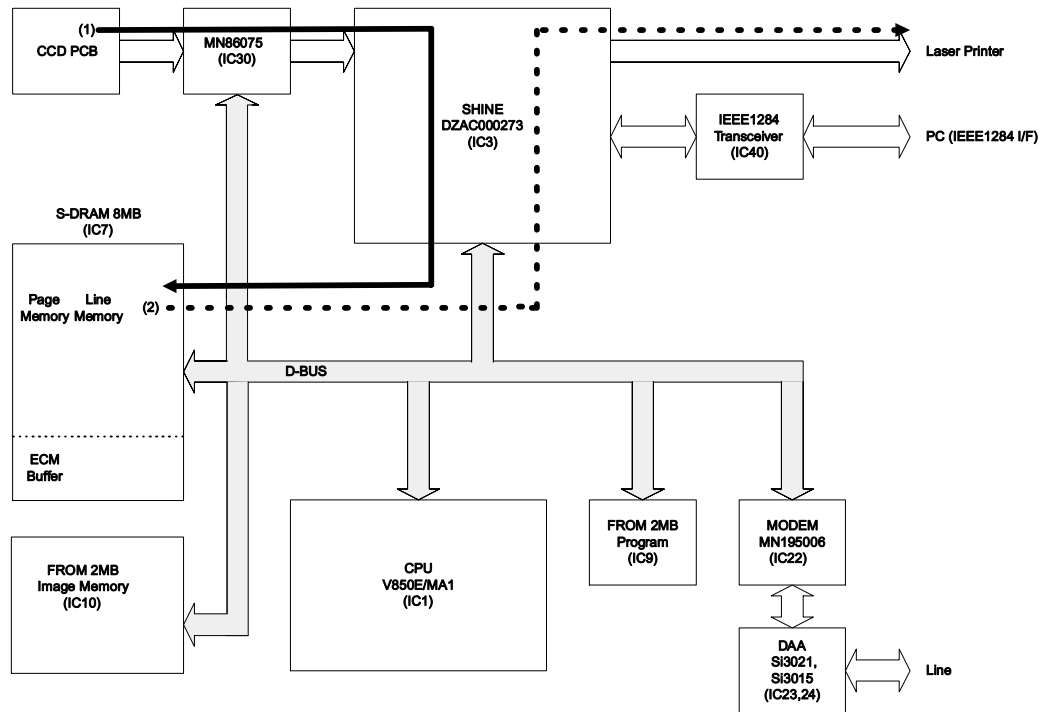 (1)
CCD PCB
MN86075
(IC30)
SHINE
DZAC000273
(IC3)
Laser Printer
IEEE1284
Transceiver
(IC40)
PC (IEEE1284 I/F)
S-DRAM 8MB
(IC7)
Page Line
Memory Memory
(2)
D-BUS
ECM
Buffer
FROM 2MB
Image Memory
(IC10)
CPU
V850E/MA1
(IC1)
FROM 2MB
Program
(IC9)
MODEM
MN195006
(IC22)
DAA
Si3021,
Si3015
(IC23,24)
Line